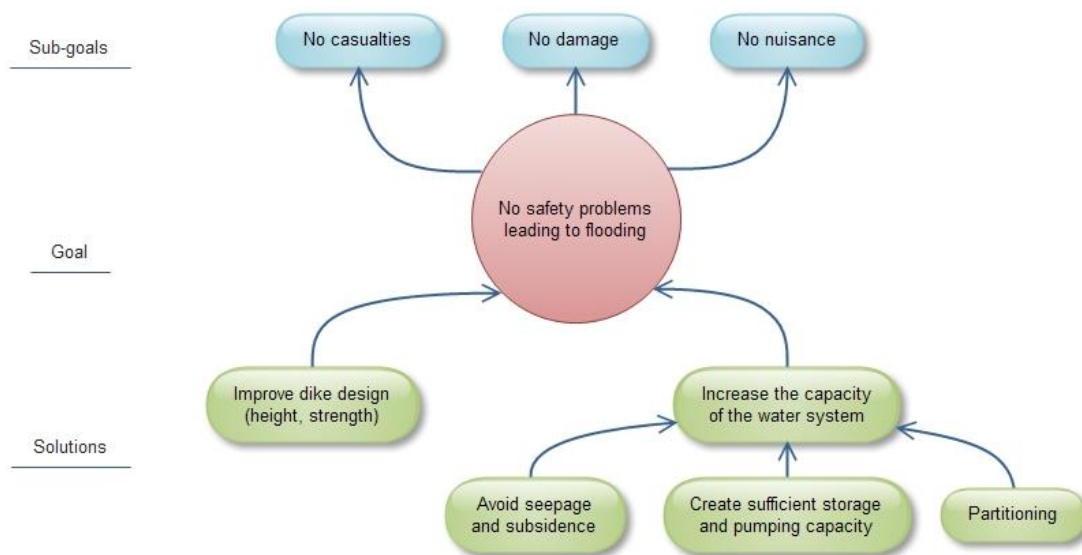 Sub-goals
No casualties
No damage
No nuisance
Goal
No safety problems
leading to flooding
Solutions
Improve dike design
(height, strength)
Increase the capacity
of the water system
Avoid seepage
and subsidence
Create sufficient storage
and pumping capacity
Partitioning